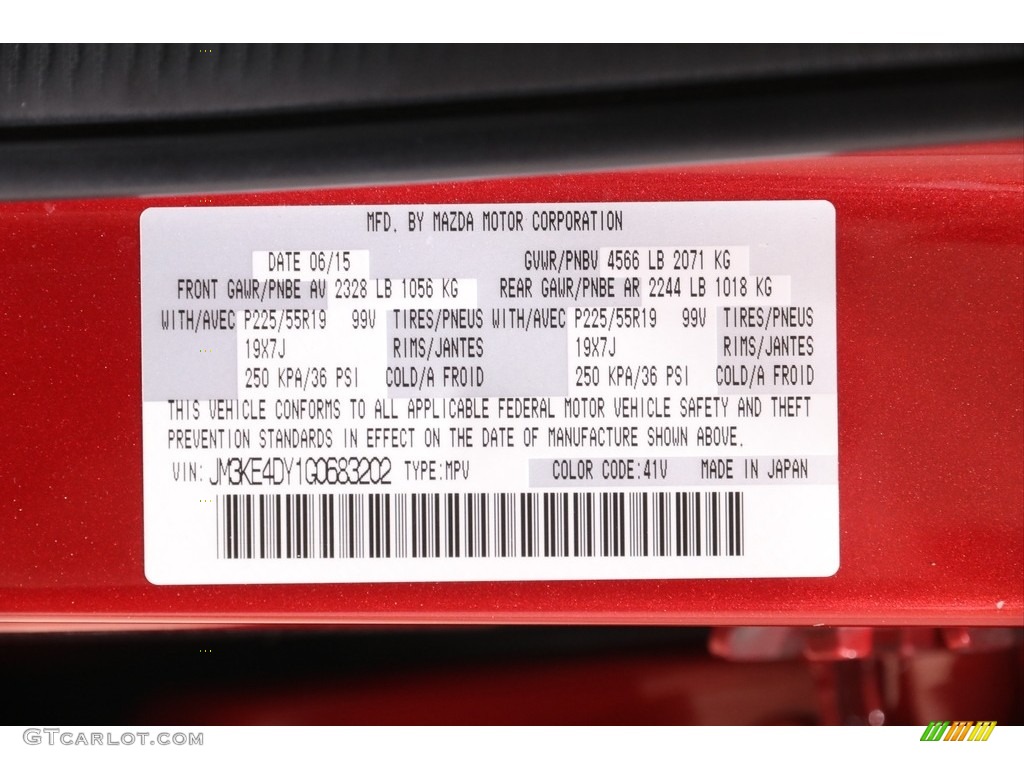 MFD. BY MAZDA MOTOR CORPORATION
DATE 06/15 GVWR/PNBV 4566 LB 2071 KG
FRONT GAWR/PNBE AV 2328 LB 1056 KG REAR GAWR/PNBE AR 2244 LB 1018 KG
WITH/AVEC P225/55R19 99V TIRES/PNEUS WITH/AVEC P225/55R19 99V TIRES/PNEUS
19X7J RIMS/JANTES 19X7J RIMS/JANTES
250 KPA/36 PSI COLD/A FROID 250 KPA/36 PSI COLD/A FROID
THIS VEHICLE CONFORMS TO ALL APPLICABLE FEDERAL MOTOR VEHICLE SAFETY AND THEFT
PREVENTION STANDARDS IN EFFECT ON THE DATE OF MANUFACTURE SHOWN ABOVE.
VIN: JM3KE4DY1G0683202 TYPE:MPV COLOR CODE:41V MADE IN JAPAN
GTcarlot.com